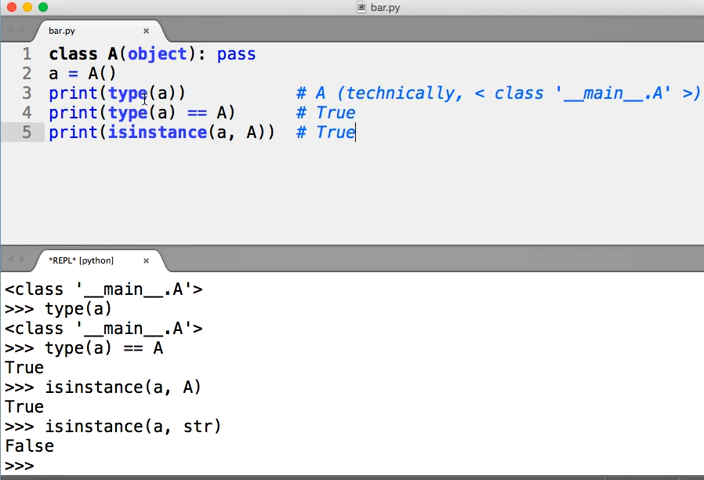 bar.py
bar.py ×
1 class A(object): pass
2 a = A()
3 print(type(a)) # A (technically, < class '__main__.A' >)
4 print(type(a) == A) # True
5 print(isinstance(a, A)) # True
*REPL* [python] ×
<class '__main__.A'>
>>> type(a)
<class '__main__.A'>
>>> type(a) == A
True
>>> isinstance(a, A)
True
>>> isinstance(a, str)
False
>>>